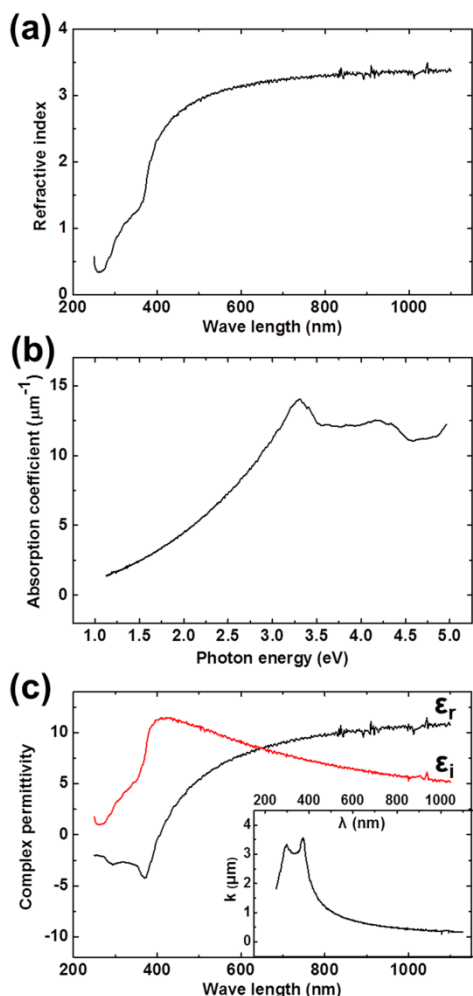 (a)
4
3
2
1
0
Refractive index
200 400 600 800 1000
Wave length (nm)
(b)
15
10
5
0
Absorption coefficient (μm⁻¹)
1.0 1.5 2.0 2.5 3.0 3.5 4.0 4.5 5.0
Photon energy (eV)
(c)
10
5
0
-5
-10
Complex permittivity
εr
εi
200 400 600 800 1000
λ (nm)
4
3
2
1
0
k (μm)
200 400 600 800 1000
Wave length (nm)